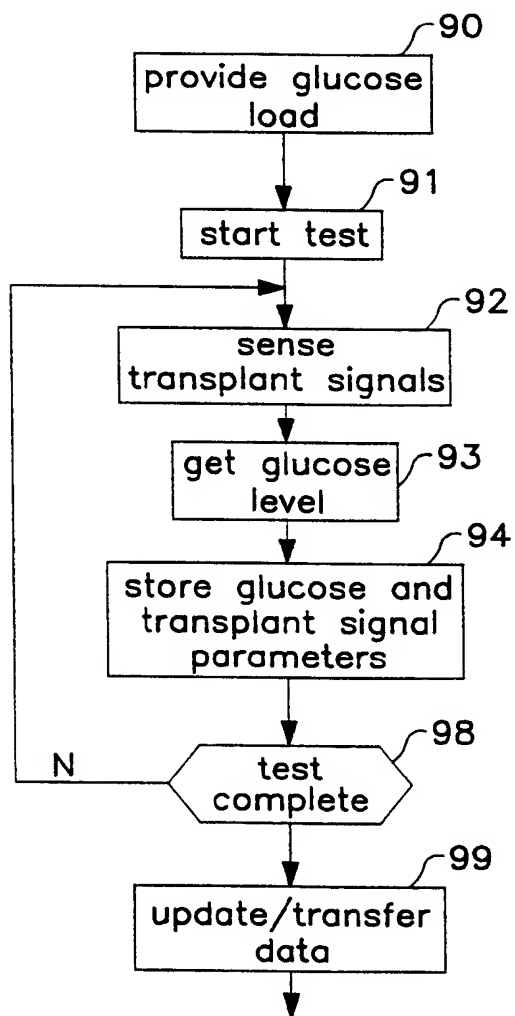 90
provide glucose
load
91
start test
92
sense
transplant signals
93
get glucose
level
94
store glucose and
transplant signal
parameters
98
N
test
complete
99
update/transfer
data